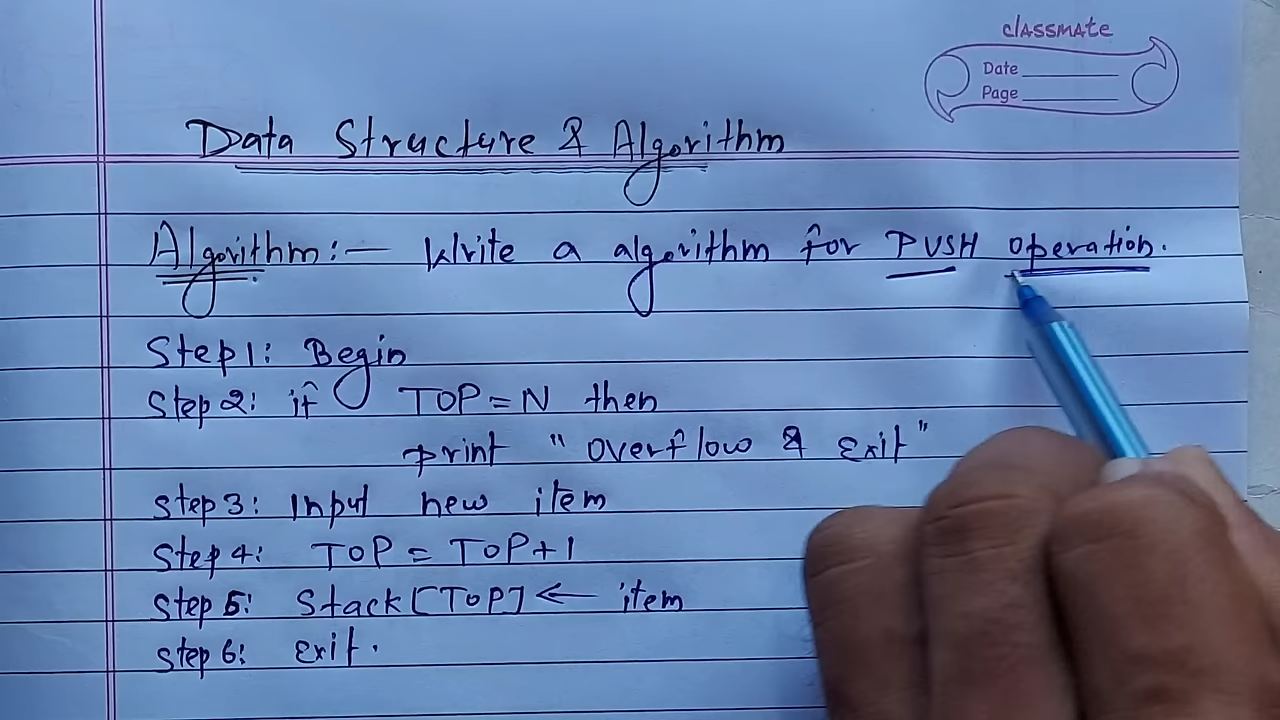 classmate
Date
Page
Data Structure & Algorithm
Algorithm:— Write a algorithm for PUSH operation.
Step1: Begin
Step2: if TOP=N then
print "overflow & exit"
Step3: Input new item
Step4: TOP = TOP+1
Step5: Stack[TOP] ← item
Step6: exit.